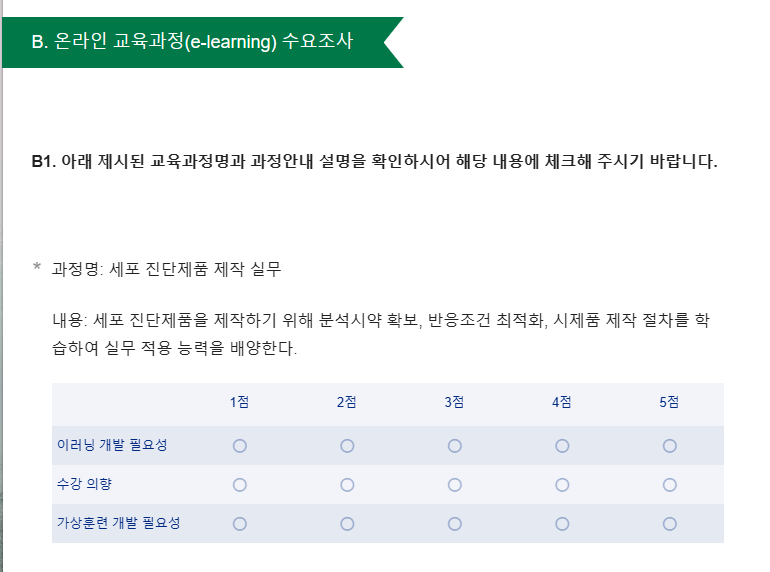 B. 온라인 교육과정(e-learning) 수요조사
B1. 아래 제시된 교육과정명과 과정안내 설명을 확인하시어 해당 내용에 체크해 주시기 바랍니다.
* 과정명: 세포 진단제품 제작 실무
내용: 세포 진단제품을 제작하기 위해 분석시약 확보, 반응조건 최적화, 시제품 제작 절차를 학
습하여 실무 적용 능력을 배양한다.
1점 2점 3점 4점 5점
이러닝 개발 필요성
수강 의향
가상훈련 개발 필요성